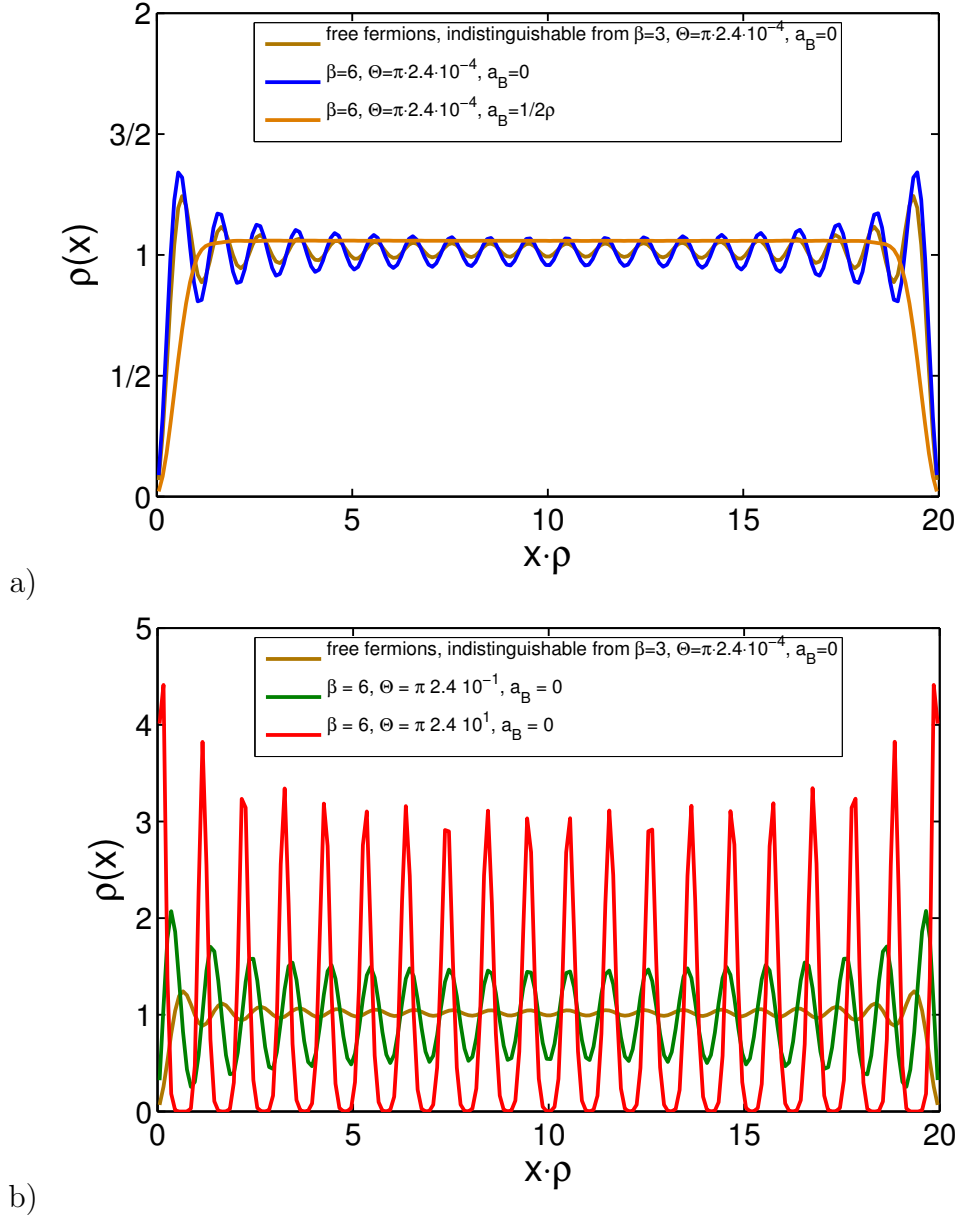 2
3/2
1
1/2
0
ρ(x)
free fermions, indistinguishable from β=3, Θ=π·2.4·10⁻⁴, a_B=0
β=6, Θ=π·2.4·10⁻⁴, a_B=0
β=6, Θ=π·2.4·10⁻⁴, a_B=1/2ρ
0 5 10 15 20
x·ρ
a)
5
4
3
2
1
0
ρ(x)
free fermions, indistinguishable from β=3, Θ=π·2.4·10⁻⁴, a_B=0
β = 6, Θ = π 2.4 10⁻¹, a_B = 0
β = 6, Θ = π 2.4 10¹, a_B = 0
0 5 10 15 20
x·ρ
b)